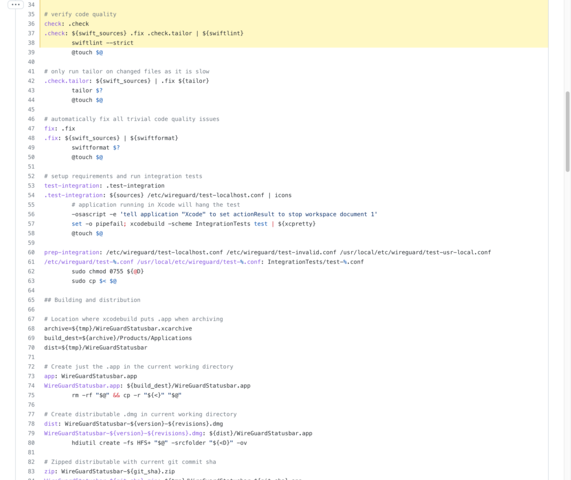 34
35 # verify code quality
36 check: .check
37 .check: ${swift_sources} .fix .check.tailor | ${swiftlint}
38 swiftlint --strict
39 @touch $@
40
41 # only run tailor on changed files as it is slow
42 .check.tailor: ${swift_sources} | .fix ${tailor}
43 tailor $?
44 @touch $@
45
46 # automatically fix all trivial code quality issues
47 fix: .fix
48 .fix: ${swift_sources} | ${swiftformat}
49 swiftformat $?
50 @touch $@
51
52 # setup requirements and run integration tests
53 test-integration: .test-integration
54 .test-integration: ${sources} /etc/wireguard/test-localhost.conf | icons
55 # application running in Xcode will hang the test
56 -osascript -e 'tell application "Xcode" to set actionResult to stop workspace document 1'
57 set -o pipefail; xcodebuild -scheme IntegrationTests test | ${xcpretty}
58 @touch $@
59
60 prep-integration: /etc/wireguard/test-localhost.conf /etc/wireguard/test-invalid.conf /usr/local/etc/wireguard/test-usr-local.conf
61 /etc/wireguard/test-%.conf /usr/local/etc/wireguard/test-%.conf: IntegrationTests/test-%.conf
62 sudo chmod 0755 ${@D}
63 sudo cp $< $@
64
65 ## Building and distribution
66
67 # Location where xcodebuild puts .app when archiving
68 archive=${tmp}/WireGuardStatusbar.xcarchive
69 build_dest=${archive}/Products/Applications
70 dist=${tmp}/WireGuardStatusbar
71
72 # Create just the .app in the current working directory
73 app: WireGuardStatusbar.app
74 WireGuardStatusbar.app: ${build_dest}/WireGuardStatusbar.app
75 rm -rf "$@" && cp -r "${<}" "$@"
76
77 # Create distributable .dmg in current working directory
78 dist: WireGuardStatusbar-${version}-${revisions}.dmg
79 WireGuardStatusbar-${version}-${revisions}.dmg: ${dist}/WireGuardStatusbar.app
80 hdiutil create -fs HFS+ "$@" -srcfolder "${<D}" -ov
81
82 # Zipped distributable with current git commit sha
83 zip: WireGuardStatusbar-${git_sha}.zip